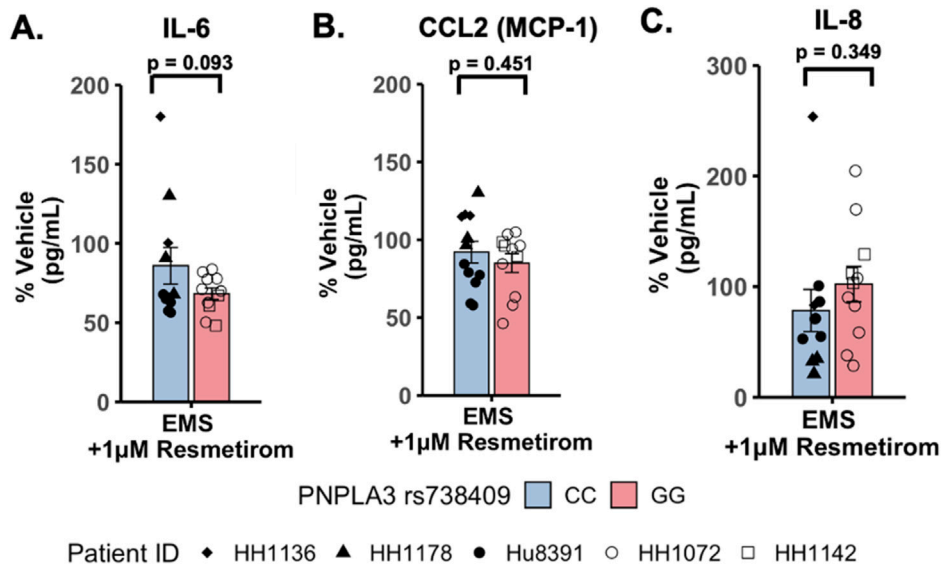 A.
IL-6
p = 0.093
200
150
100
50
0
% Vehicle
(pg/mL)
EMS
+1µM Resmetirom
B.
CCL2 (MCP-1)
p = 0.451
200
150
100
50
0
% Vehicle
(pg/mL)
EMS
+1µM Resmetirom
C.
IL-8
p = 0.349
300
200
100
0
% Vehicle
(pg/mL)
EMS
+1µM Resmetirom
PNPLA3 rs738409 CC GG
Patient ID HH1136 HH1178 Hu8391 HH1072 HH1142